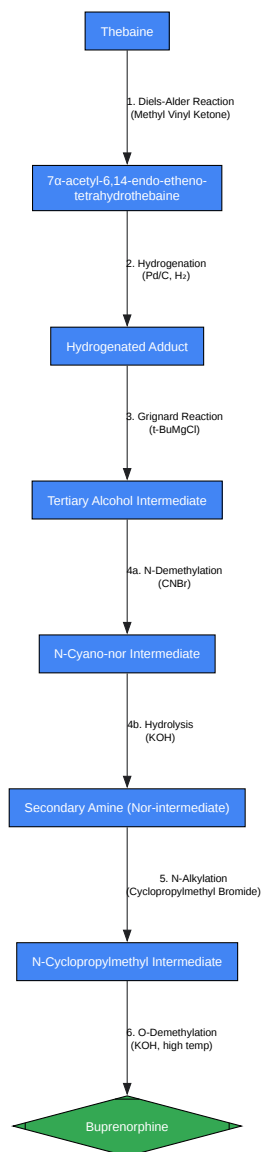 Thebaine
1. Diels-Alder Reaction
(Methyl Vinyl Ketone)
7α-acetyl-6,14-endo-etheno-
tetrahydrothebaine
2. Hydrogenation
(Pd/C, H₂)
Hydrogenated Adduct
3. Grignard Reaction
(t-BuMgCl)
Tertiary Alcohol Intermediate
4a. N-Demethylation
(CNBr)
N-Cyano-nor Intermediate
4b. Hydrolysis
(KOH)
Secondary Amine (Nor-intermediate)
5. N-Alkylation
(Cyclopropylmethyl Bromide)
N-Cyclopropylmethyl Intermediate
6. O-Demethylation
(KOH, high temp)
Buprenorphine